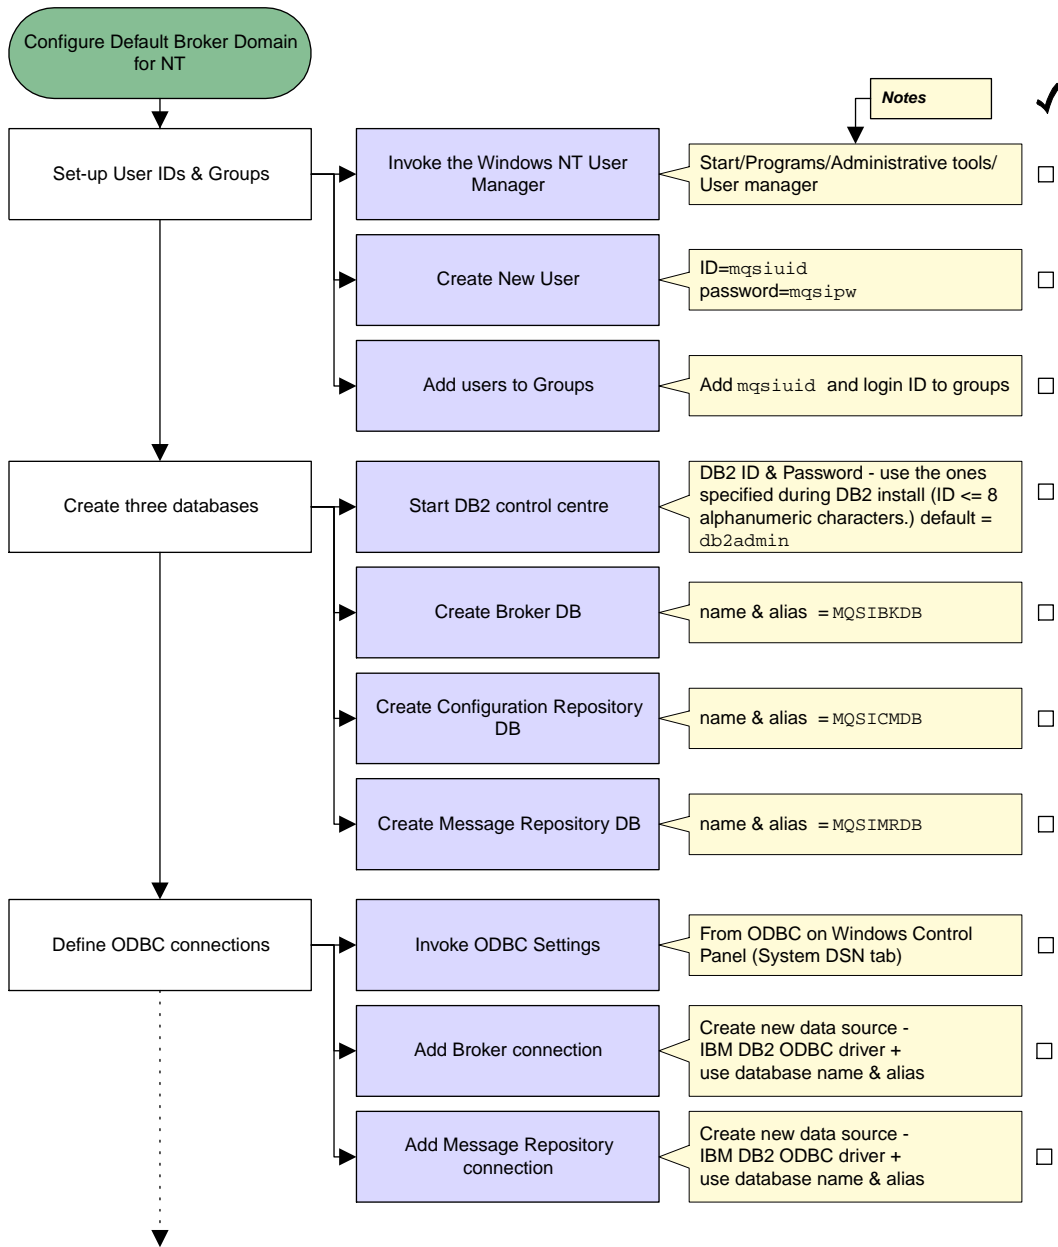 Configure Default Broker Domain
for NT
Notes
Set-up User IDs & Groups
Invoke the Windows NT User
Manager
Start/Programs/Administrative tools/
User manager
Create New User
ID=mqsiuid
password=mqsipw
Add users to Groups
Add mqsiuid and login ID to groups
Create three databases
Start DB2 control centre
DB2 ID & Password - use the ones
specified during DB2 install (ID <= 8
alphanumeric characters.) default =
db2admin
Create Broker DB
name & alias = MQSIBKDB
Create Configuration Repository
DB
name & alias = MQSICMDB
Create Message Repository DB
name & alias = MQSIMRDB
Define ODBC connections
Invoke ODBC Settings
From ODBC on Windows Control
Panel (System DSN tab)
Add Broker connection
Create new data source -
IBM DB2 ODBC driver +
use database name & alias
Add Message Repository
connection
Create new data source -
IBM DB2 ODBC driver +
use database name & alias